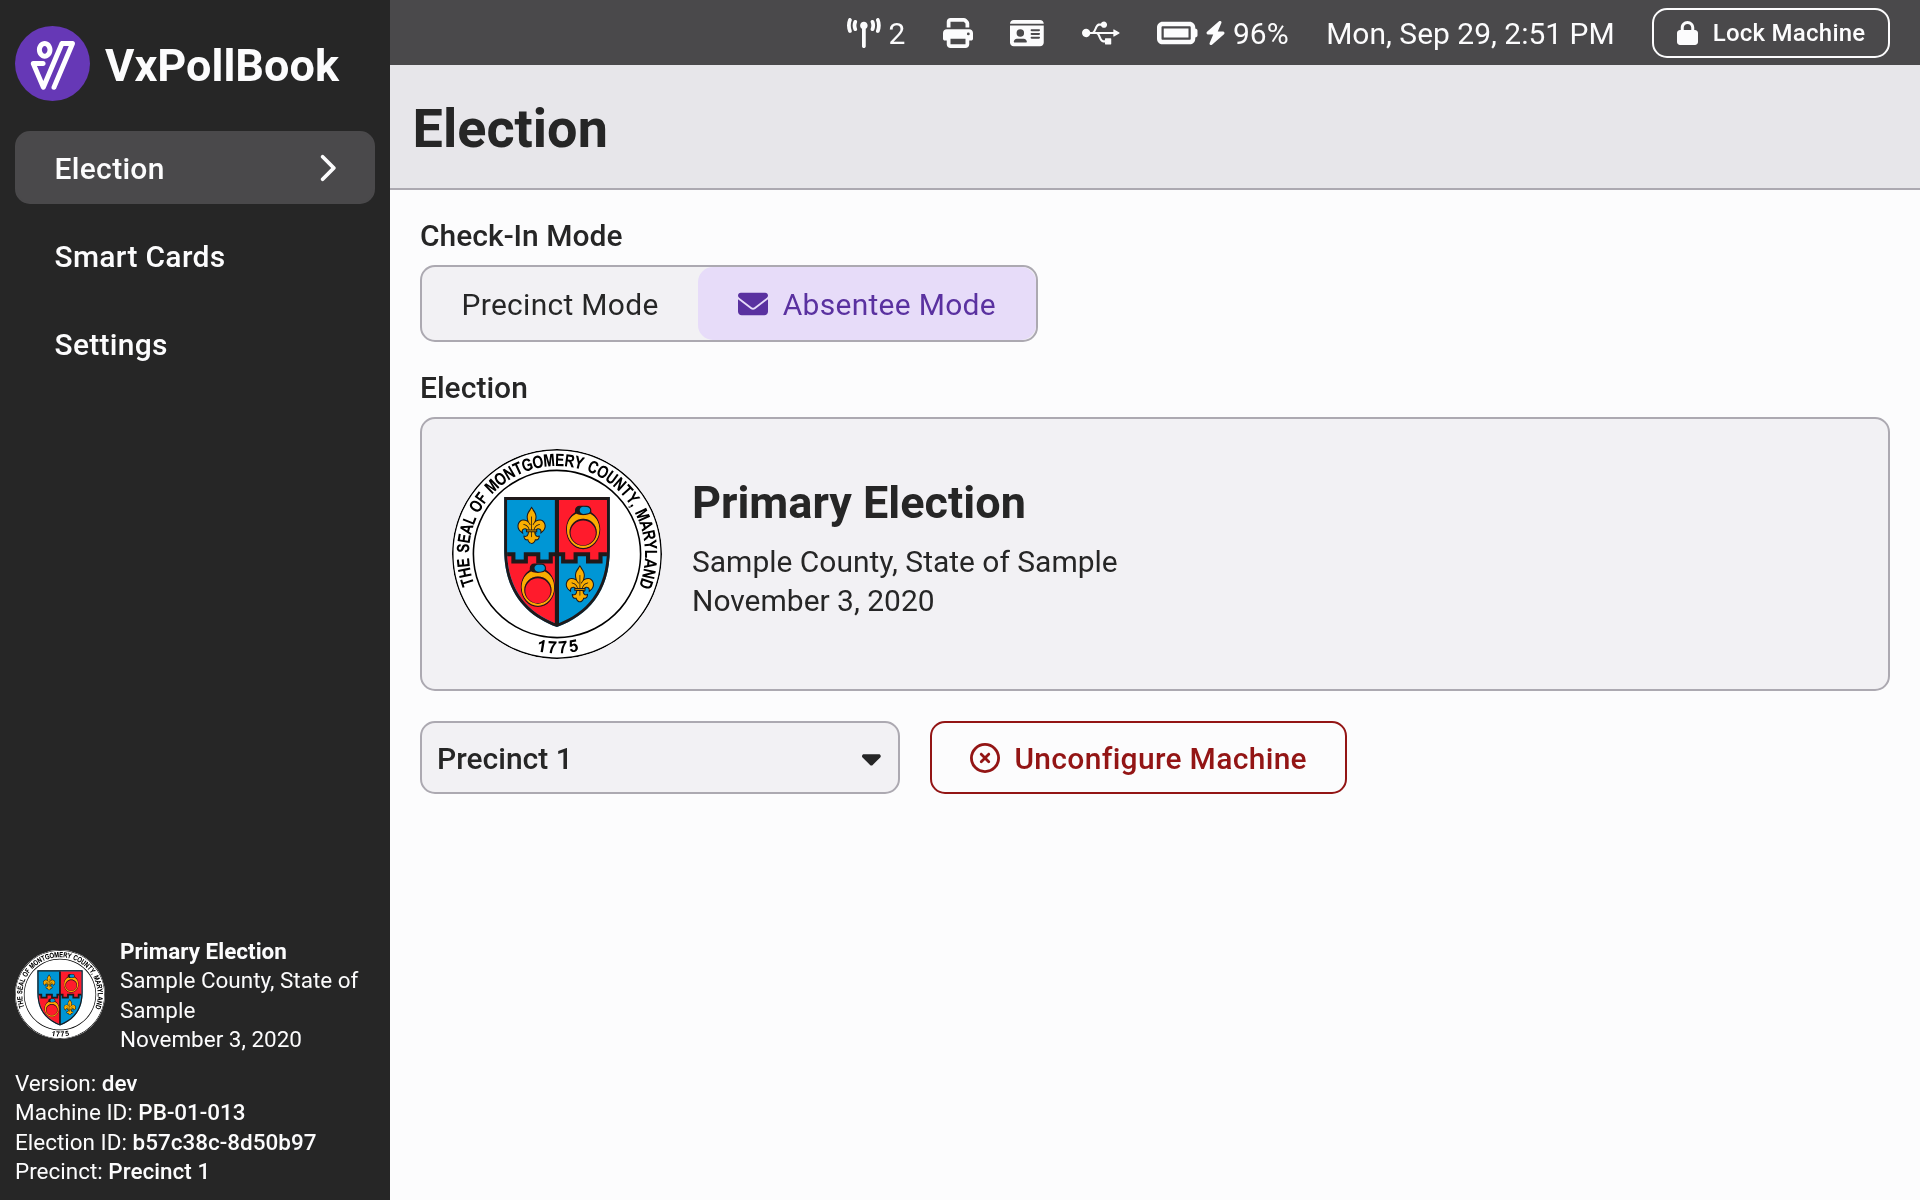 VxPollBook
2
96%
Mon, Sep 29, 2:51 PM
Lock Machine
Election
Smart Cards
Settings
Election
Check-In Mode
Precinct Mode
Absentee Mode
Election
THE SEAL OF MONTGOMERY COUNTY, MARYLAND
1775
Primary Election
Sample County, State of Sample
November 3, 2020
Precinct 1
Unconfigure Machine
THE SEAL OF MONTGOMERY COUNTY, MARYLAND
1775
Primary Election
Sample County, State of
Sample
November 3, 2020
Version: dev
Machine ID: PB-01-013
Election ID: b57c38c-8d50b97
Precinct: Precinct 1